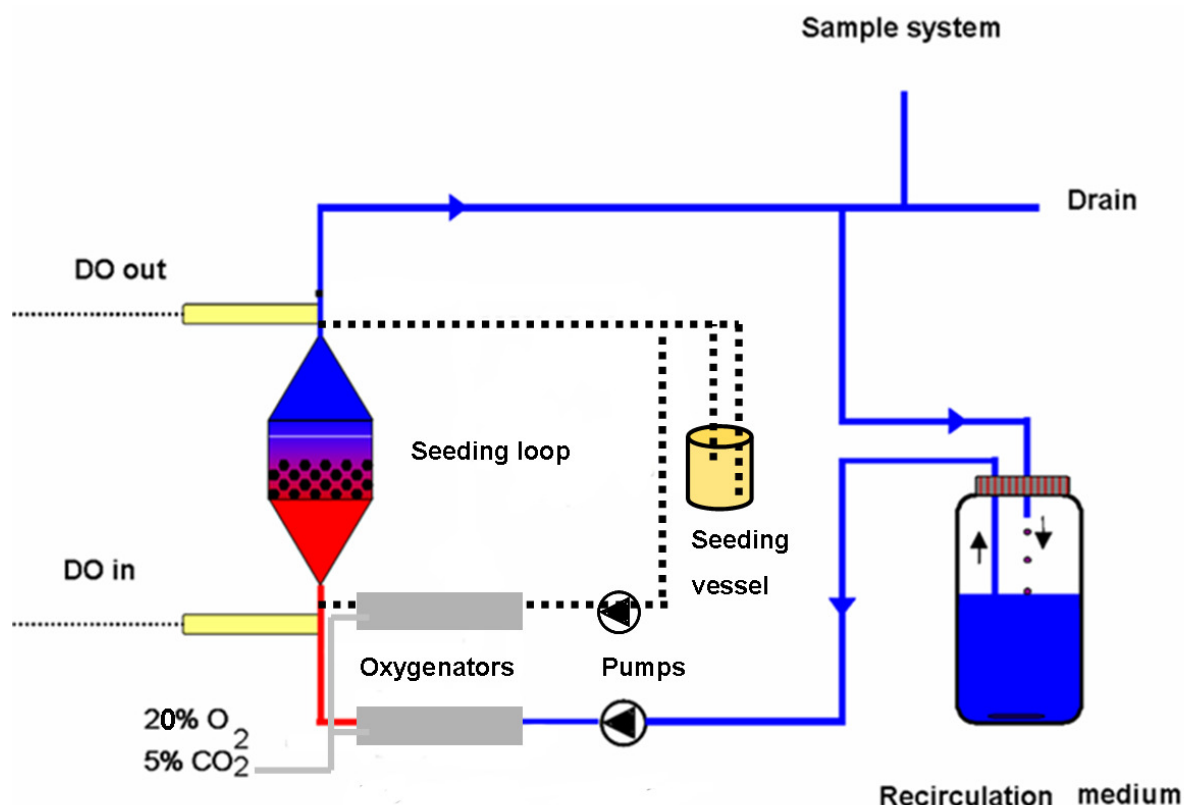 Sample system
Drain
DO out
Seeding loop
Seeding
vessel
DO in
Oxygenators
Pumps
20% O2
5% CO2
Recirculation medium